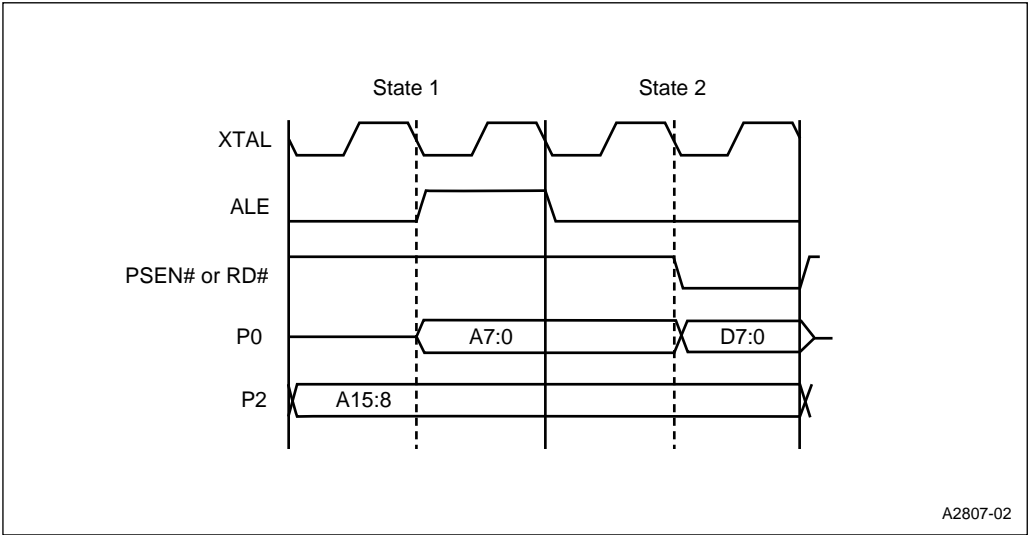 State 1 State 2
XTAL
ALE
PSEN# or RD#
P0 A7:0 D7:0
P2 A15:8
A2807-02